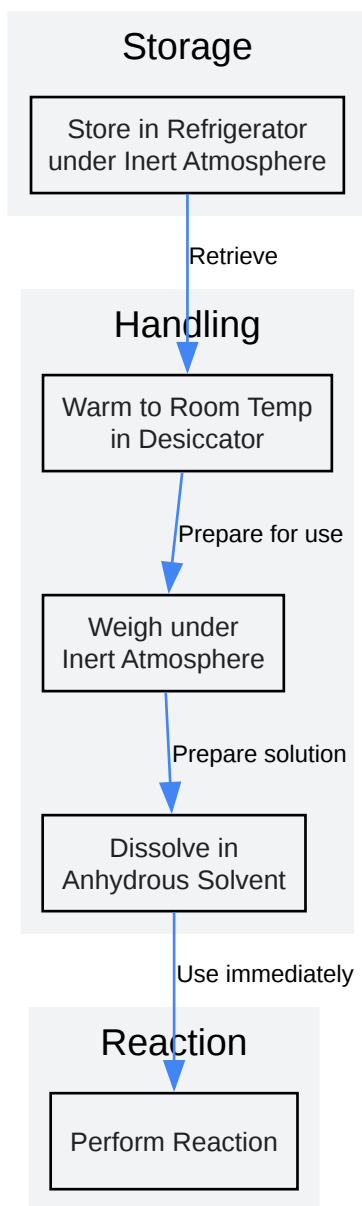 Storage
Store in Refrigerator
under Inert Atmosphere
Retrieve
Handling
Warm to Room Temp
in Desiccator
Prepare for use
Weigh under
Inert Atmosphere
Prepare solution
Dissolve in
Anhydrous Solvent
Use immediately
Reaction
Perform Reaction